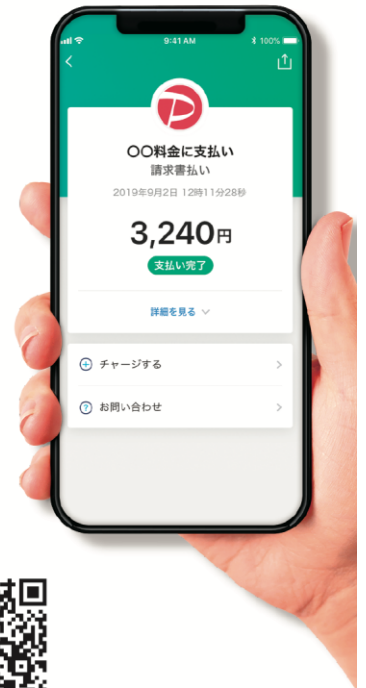 9:41 AM
100%
〇〇料金に支払い
請求書払い
2019年9月2日 12時11分28秒
3,240円
支払い完了
詳細を見る
チャージする
お問い合わせ